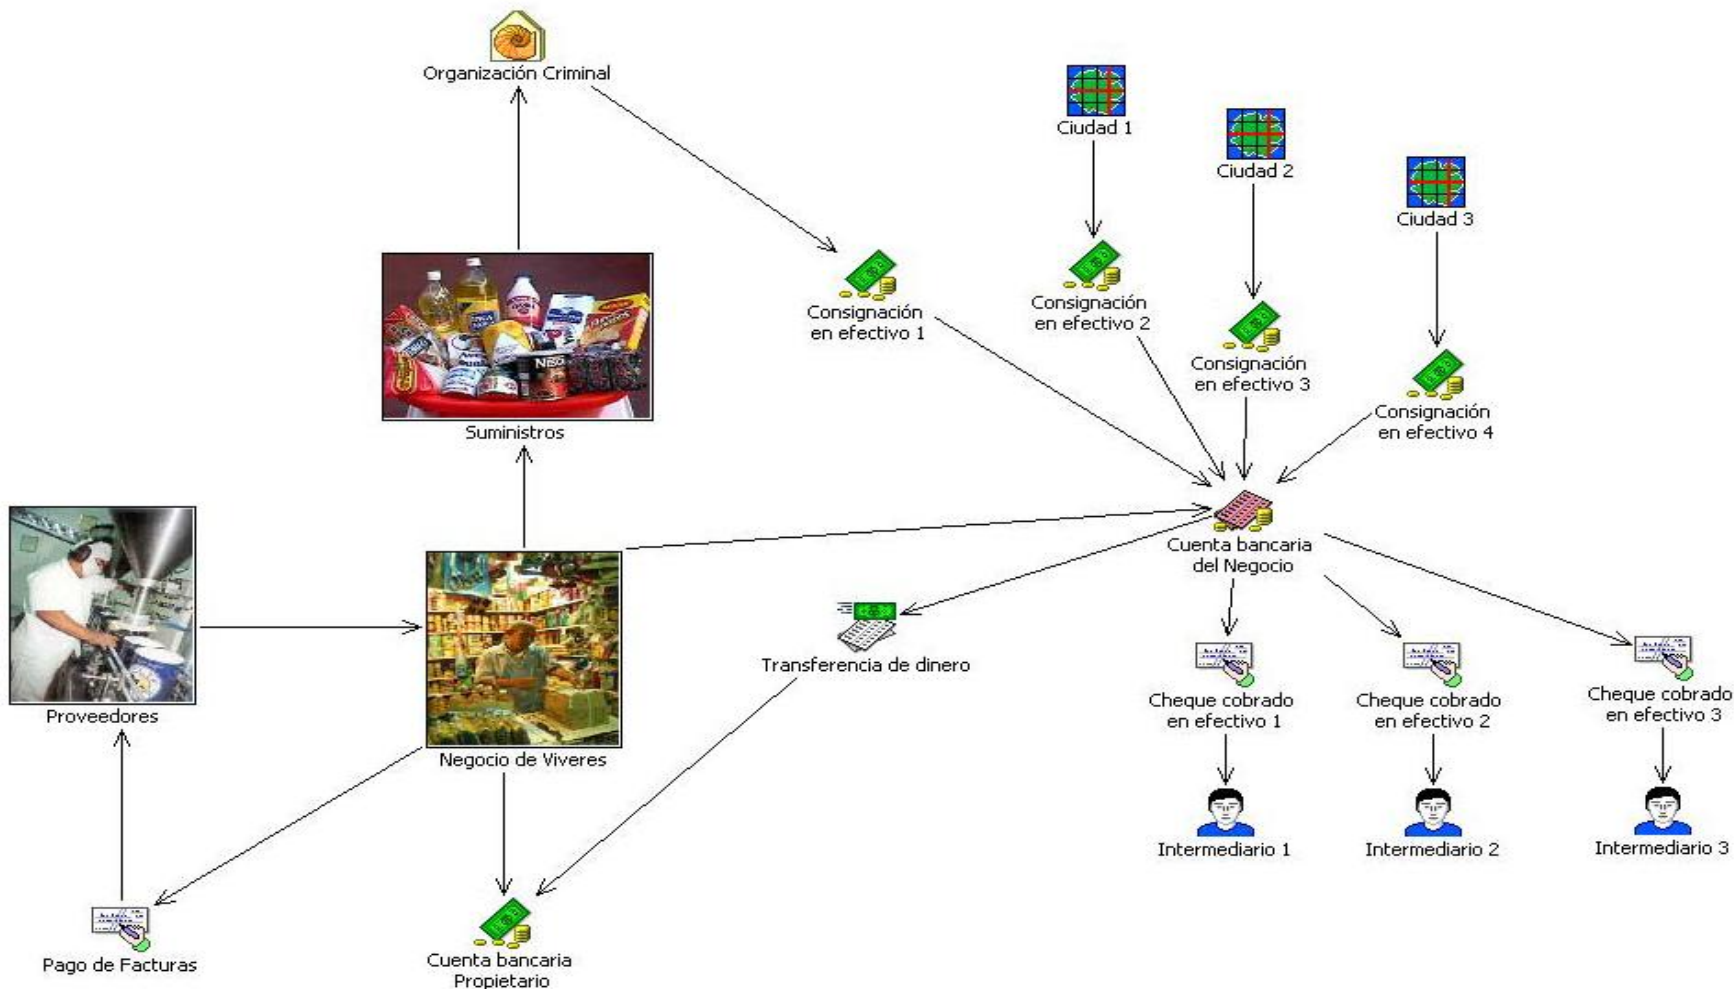 Organización Criminal
Ciudad 1
Ciudad 2
Ciudad 3
Consignación
en efectivo 1
Consignación
en efectivo 2
Consignación
en efectivo 3
Consignación
en efectivo 4
Suministros
Cuenta bancaria
del Negocio
Transferencia de dinero
Cheque cobrado
en efectivo 1
Cheque cobrado
en efectivo 2
Cheque cobrado
en efectivo 3
Proveedores
Negocio de Viveres
Intermediario 1
Intermediario 2
Intermediario 3
Pago de Facturas
Cuenta bancaria
Propietario